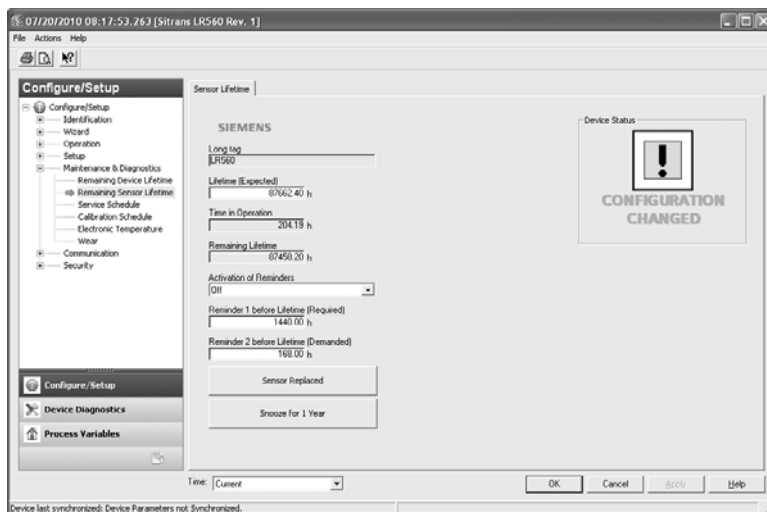 07/20/2010 08:17:53.263 [Sitrans LR560 Rev. 1]
File Actions Help
Configure/Setup
Configure/Setup
Identification
Wizard
Operation
Setup
Maintenance & Diagnostics
Remaining Device Lifetime
Remaining Sensor Lifetime
Service Schedule
Calibration Schedule
Electronic Temperature
Wear
Communication
Security
Configure/Setup
Device Diagnostics
Process Variables
Sensor Lifetime
SIEMENS
Long tag
LR560
Lifetime (Expected)
87662.40 h
Time in Operation
204.19 h
Remaining Lifetime
87458.20 h
Activation of Reminders
Off
Reminder 1 before Lifetime (Required)
1440.00 h
Reminder 2 before Lifetime (Demanded)
168.00 h
Sensor Replaced
Snooze for 1 Year
Device Status
CONFIGURATION
CHANGED
Time: Current
OK Cancel Apply Help
Device last synchronized: Device Parameters not Synchronized.